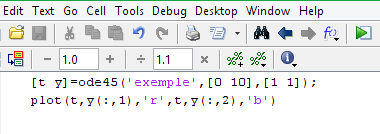 Text Go Cell Tools Debug Desktop Window Help
1.0 1.1
[t y]=ode45('exemple',[0 10],[1 1]);
plot(t,y(:,1),'r',t,y(:,2),'b')